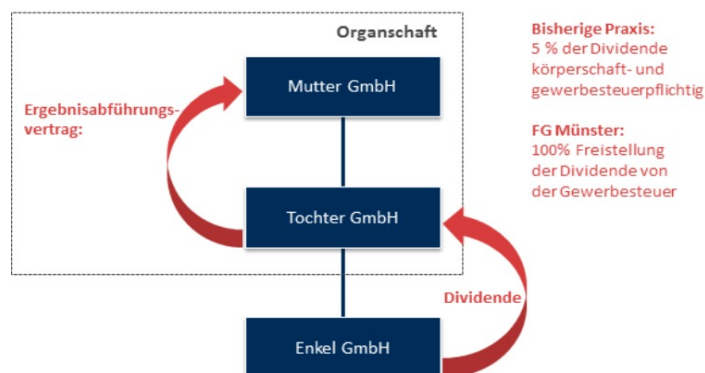 Organschaft
Mutter GmbH
Ergebnisabführungs-
vertrag:
Tochter GmbH
Dividende
Enkel GmbH
Bisherige Praxis:
5 % der Dividende
körperschaft- und
gewerbesteuerpflichtig
FG Münster:
100% Freistellung
der Dividende von
der Gewerbesteuer